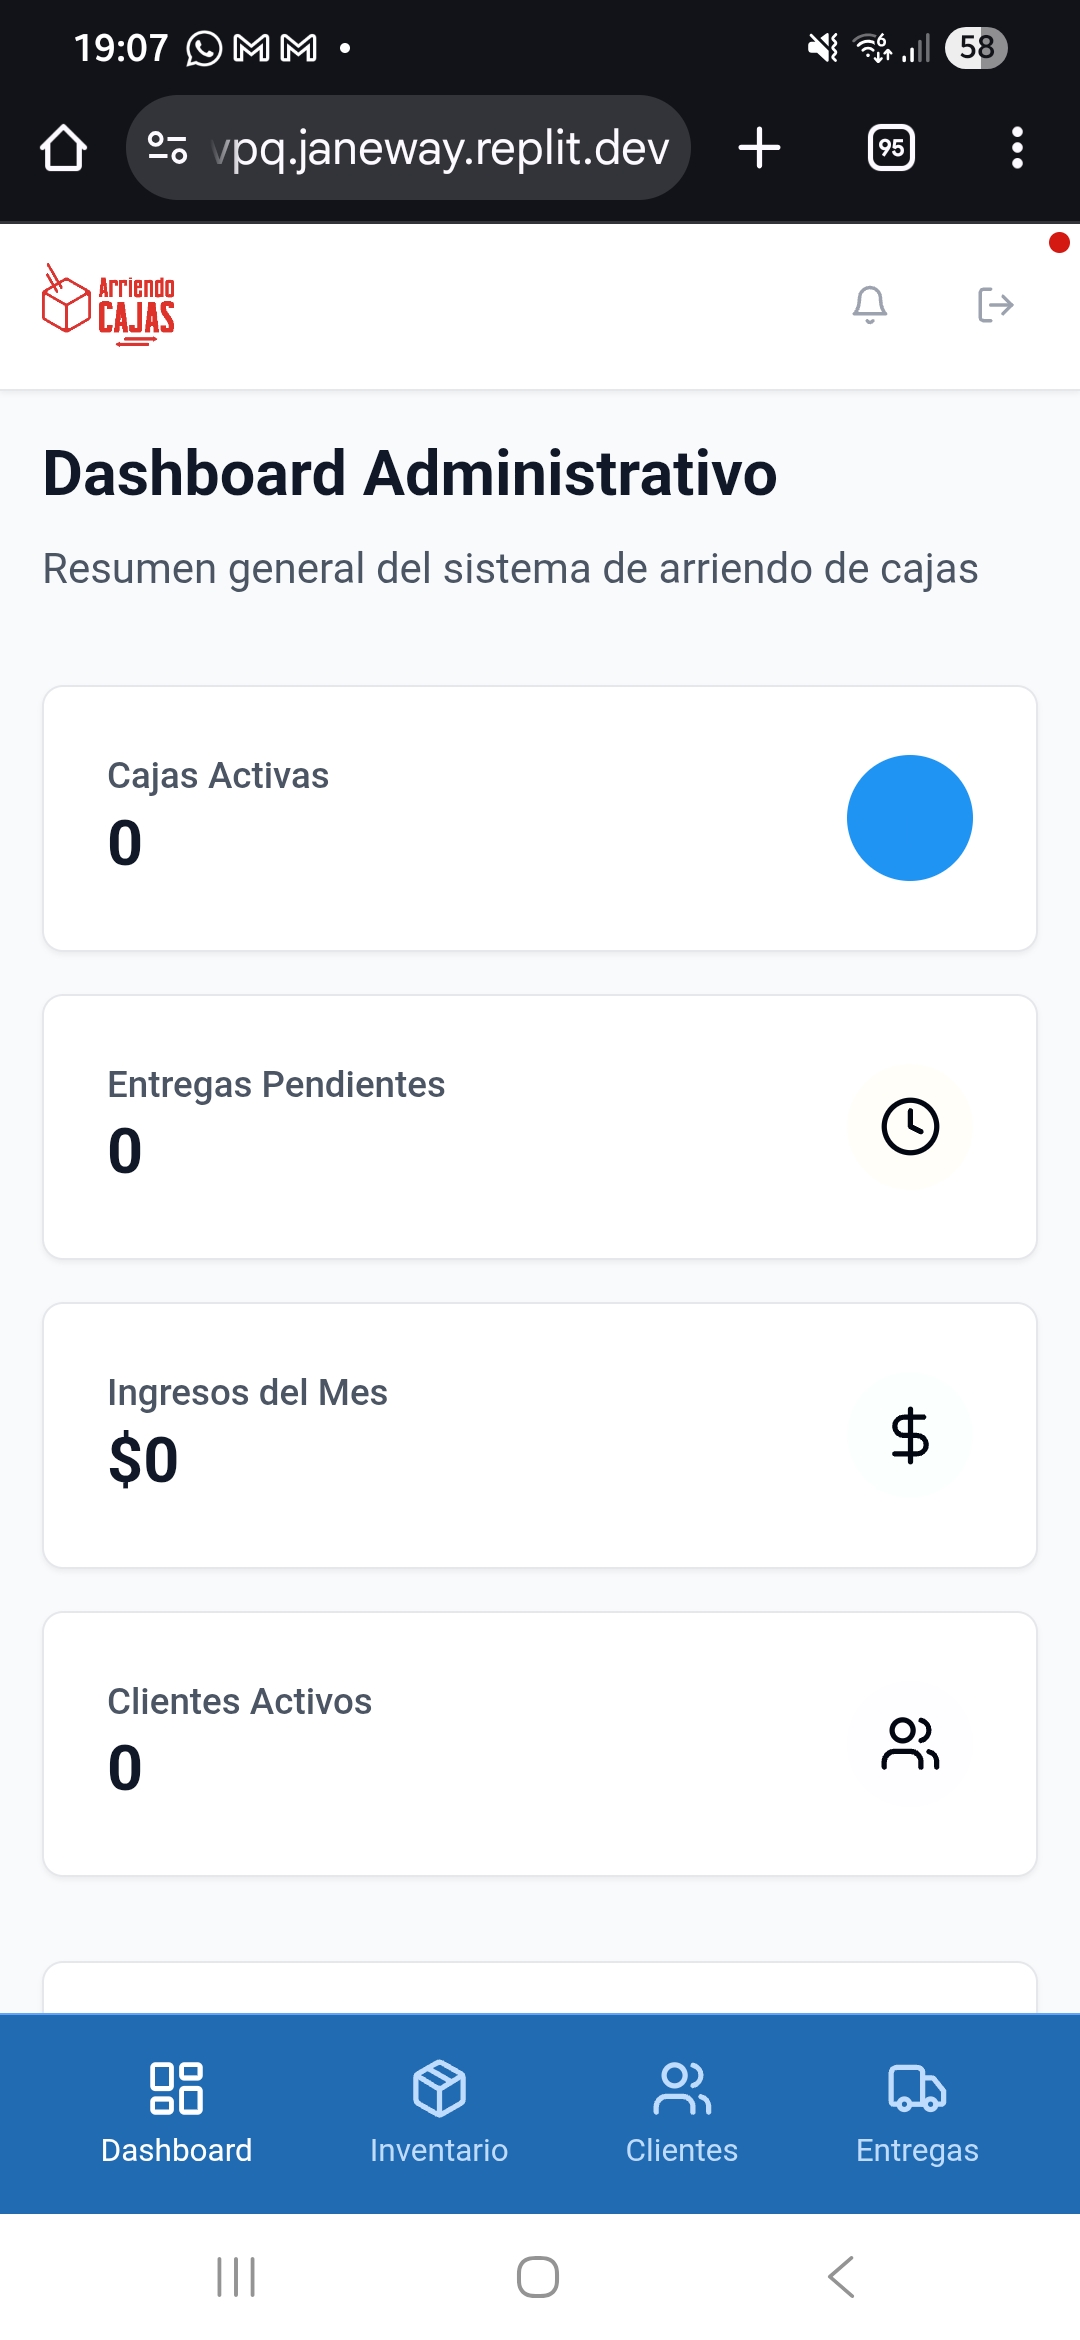 19:07
58
vpq.janeway.replit.dev
95
Arriendo
CAJAS
Dashboard Administrativo
Resumen general del sistema de arriendo de cajas
Cajas Activas
0
Entregas Pendientes
0
Ingresos del Mes
$0
Clientes Activos
0
Dashboard
Inventario
Clientes
Entregas